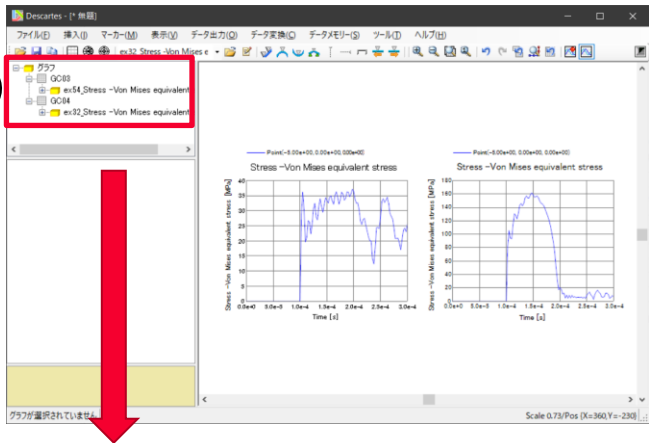 Descartes - [* 無題]
ファイル(F) 挿入(I) マーカー(M) 表示(V) データ出力(O) データ変換(C) データメモリー(S) ツール(T) ヘルプ(H)
ex32_Stress -Von Mises e
グラフ
GC03
ex54_Stress -Von Mises equivalent
GC04
ex32_Stress -Von Mises equivalent
Point(-8.00e+00, 0.00e+00, 0.00e+00)
Stress -Von Mises equivalent stress
Stress -Von Mises equivalent stress [MPa]
40
35
30
25
20
15
10
5
0
0.0e+0 5.0e-5 1.0e-4 1.5e-4 2.0e-4 2.5e-4 3.0e-4
Time [s]
Point(-8.00e+00, 0.00e+00, 0.00e+00)
Stress -Von Mises equivalent stress
Stress -Von Mises equivalent stress [MPa]
180
160
140
120
100
80
60
40
20
0
0.0e+0 5.0e-5 1.0e-4 1.5e-4 2.0e-4 2.5e-4 3.0e-4
Time [s]
グラフが選択されていません
Scale 0.73/Pos (X=360,Y=-230)